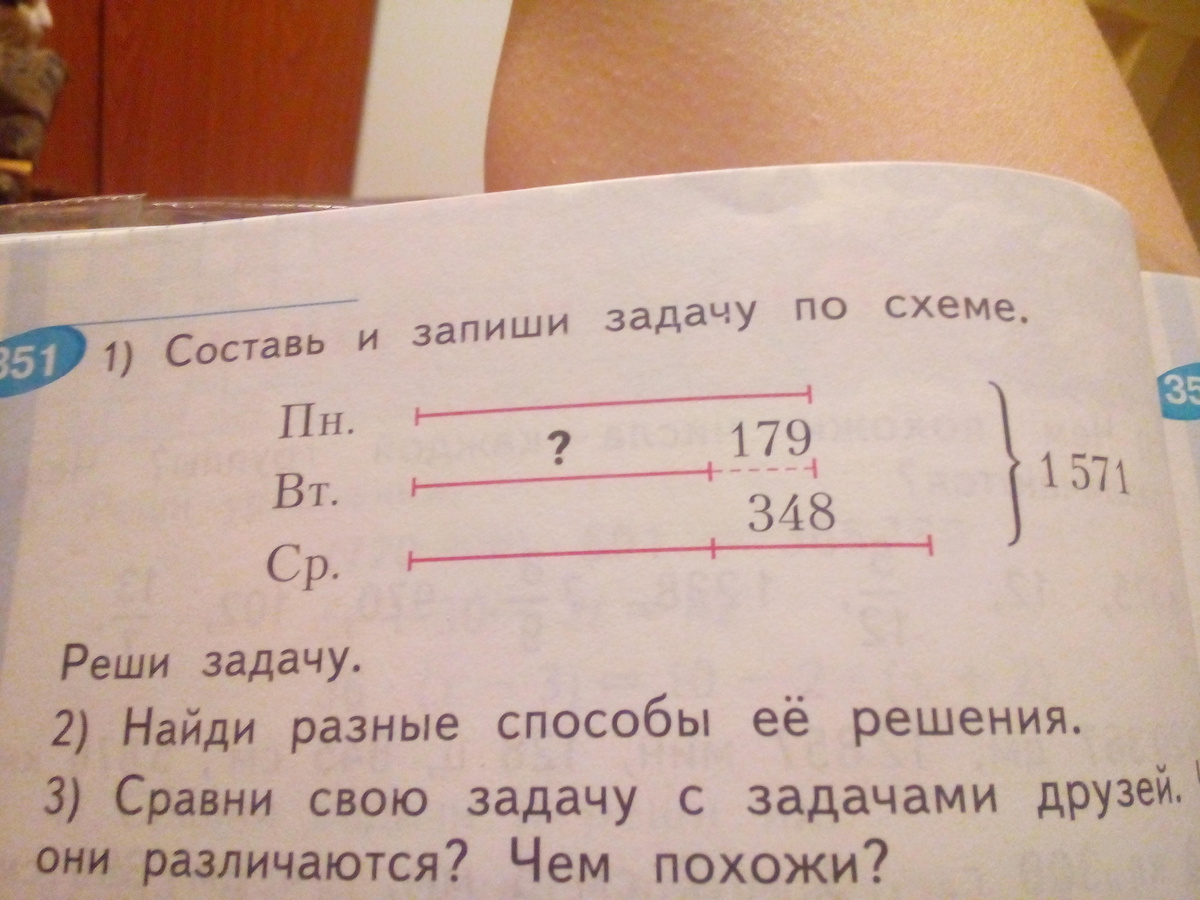 351 1) Составь и запиши задачу по схеме.
Пн.
? 179
Вт.
348
Ср.
1 571
Реши задачу.
2) Найди разные способы её решения.
3) Сравни свою задачу с задачами друзей.
они различаются? Чем похожи?
35